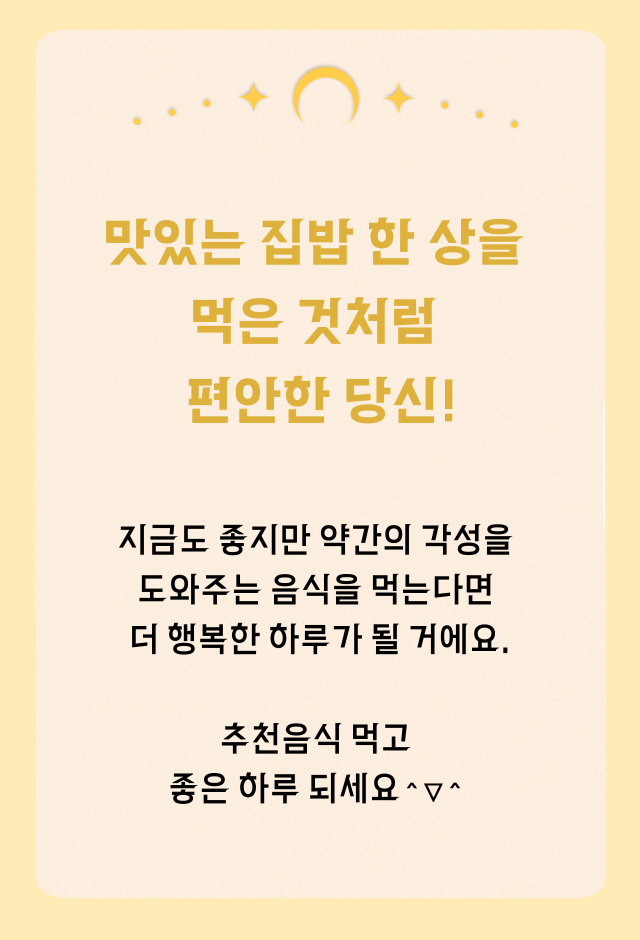 맛있는 집밥 한 상을
먹은 것처럼
편안한 당신!
지금도 좋지만 약간의 각성을
도와주는 음식을 먹는다면
더 행복한 하루가 될 거에요.
추천음식 먹고
좋은 하루 되세요^▽^